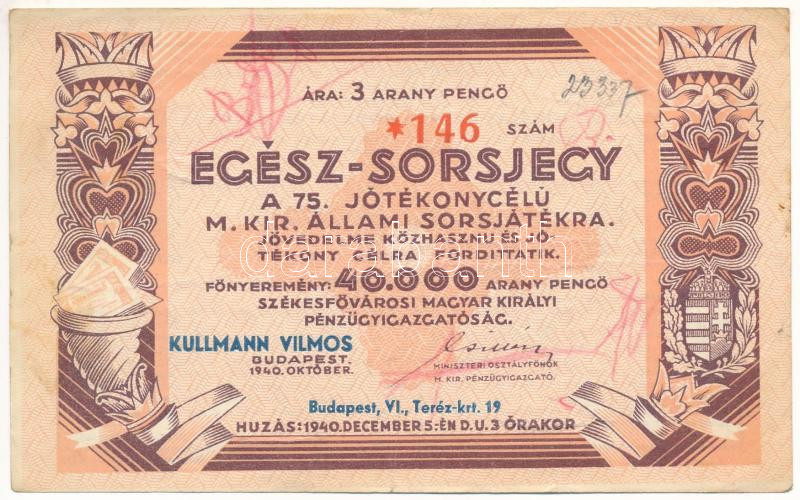 ÁRA: 3 ARANY PENGŐ
23337
*146 SZÁM
EGÉSZ-SORSJEGY
A 75. JÓTÉKONYCÉLÚ
M. KIR. ÁLLAMI SORSJÁTÉKRA.
JÖVEDELME KÖZHASZNÚ ÉS JÓ-
TÉKONY CÉLRA FORDITTATIK.
FŐNYEREMÉNY: 40.000 ARANY PENGŐ
SZÉKESFŐVÁROSI MAGYAR KIRÁLYI
PÉNZÜGYIGAZGATÓSÁG.
KULLMANN VILMOS
BUDAPEST.
1940. OKTÓBER.
MINISZTERI OSZTÁLYFŐNÖK
M. KIR. PÉNZÜGYIGAZGATÓ.
Budapest, VI., Teréz-krt. 19
HUZÁS: 1940. DECEMBER 5:ÉN D.U. 3 ÓRAKOR